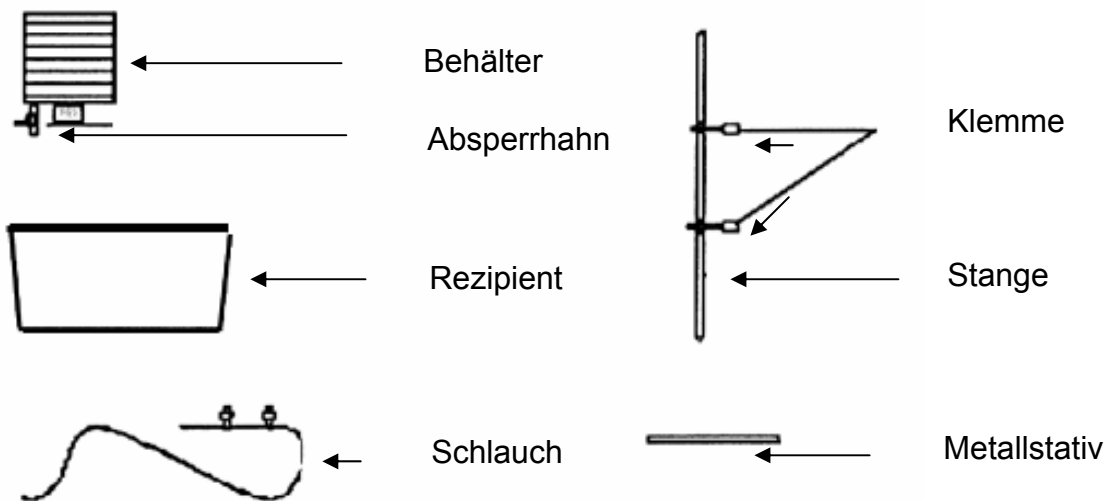 Behälter
Absperrhahn
Klemme
Rezipient
Stange
Schlauch
Metallstativ